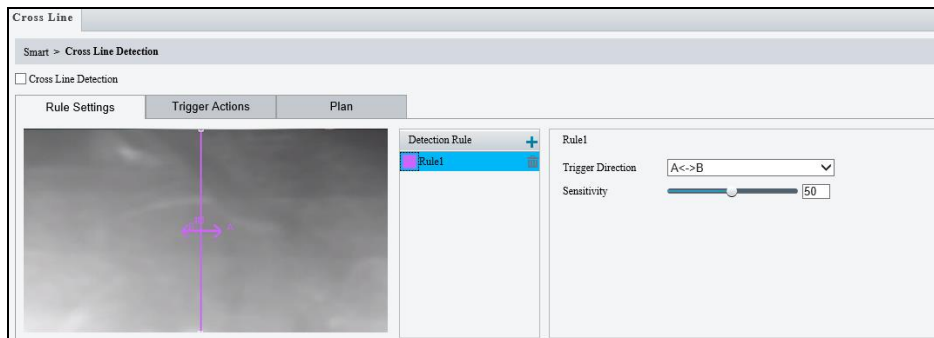 Cross Line
Smart > Cross Line Detection
Cross Line Detection
Rule Settings Trigger Actions Plan
Detection Rule +
Rule1
Rule1
Trigger Direction A<->B
Sensitivity 50